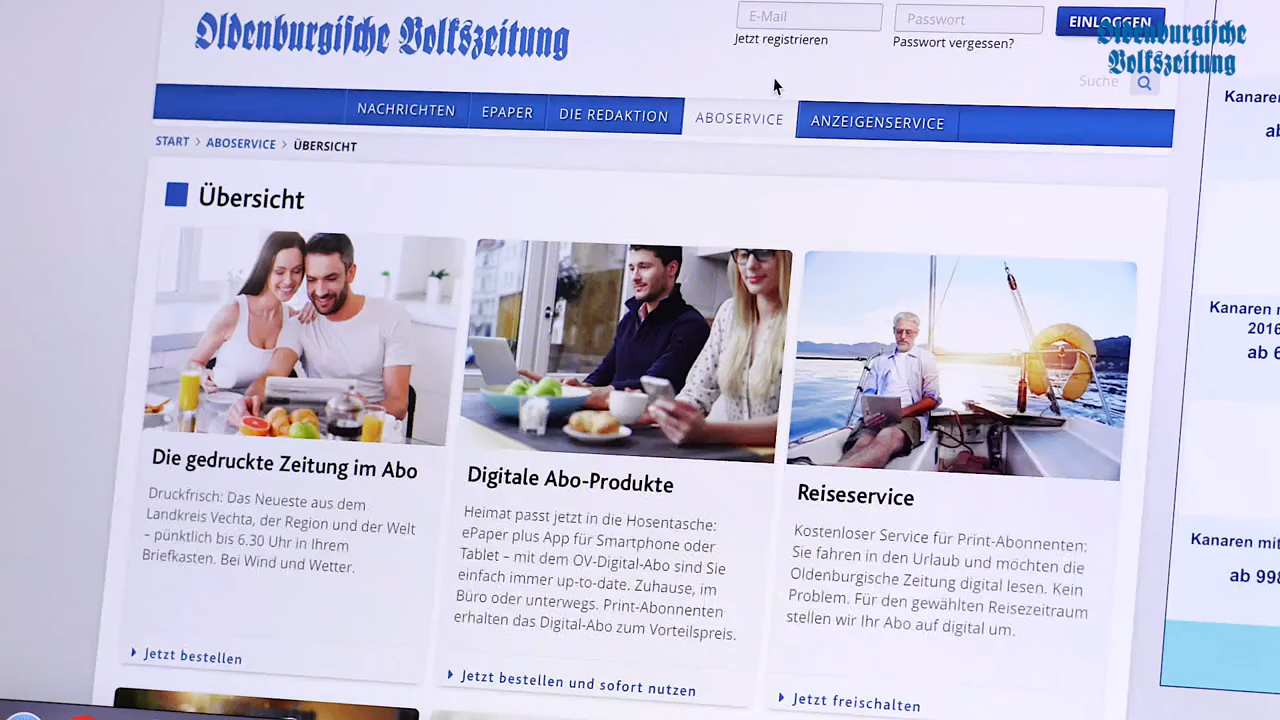 Oldenburgische Volkszeitung
E-Mail
Passwort
EINLOGGEN
Jetzt registrieren
Passwort vergessen?
Oldenburgische
Volkszeitung
Suche
NACHRICHTEN
EPAPER
DIE REDAKTION
ABOSERVICE
ANZEIGENSERVICE
START > ABOSERVICE > ÜBERSICHT
Übersicht
Die gedruckte Zeitung im Abo
Druckfrisch: Das Neueste aus dem
Landkreis Vechta, der Region und der Welt
– pünktlich bis 6.30 Uhr in Ihrem
Briefkasten. Bei Wind und Wetter.
Jetzt bestellen
Digitale Abo-Produkte
Heimat passt jetzt in die Hosentasche:
ePaper plus App für Smartphone oder
Tablet – mit dem OV-Digital-Abo sind Sie
einfach immer up-to-date. Zuhause, im
Büro oder unterwegs. Print-Abonnenten
erhalten das Digital-Abo zum Vorteilspreis.
Jetzt bestellen und sofort nutzen
Reiseservice
Kostenloser Service für Print-Abonnenten:
Sie fahren in den Urlaub und möchten die
Oldenburgische Zeitung digital lesen. Kein
Problem. Für den gewählten Reisezeitraum
stellen wir Ihr Abo auf digital um.
Jetzt freischalten
Kanaren
ab
Kanaren
2016
ab 6
Kanaren mit
ab 998